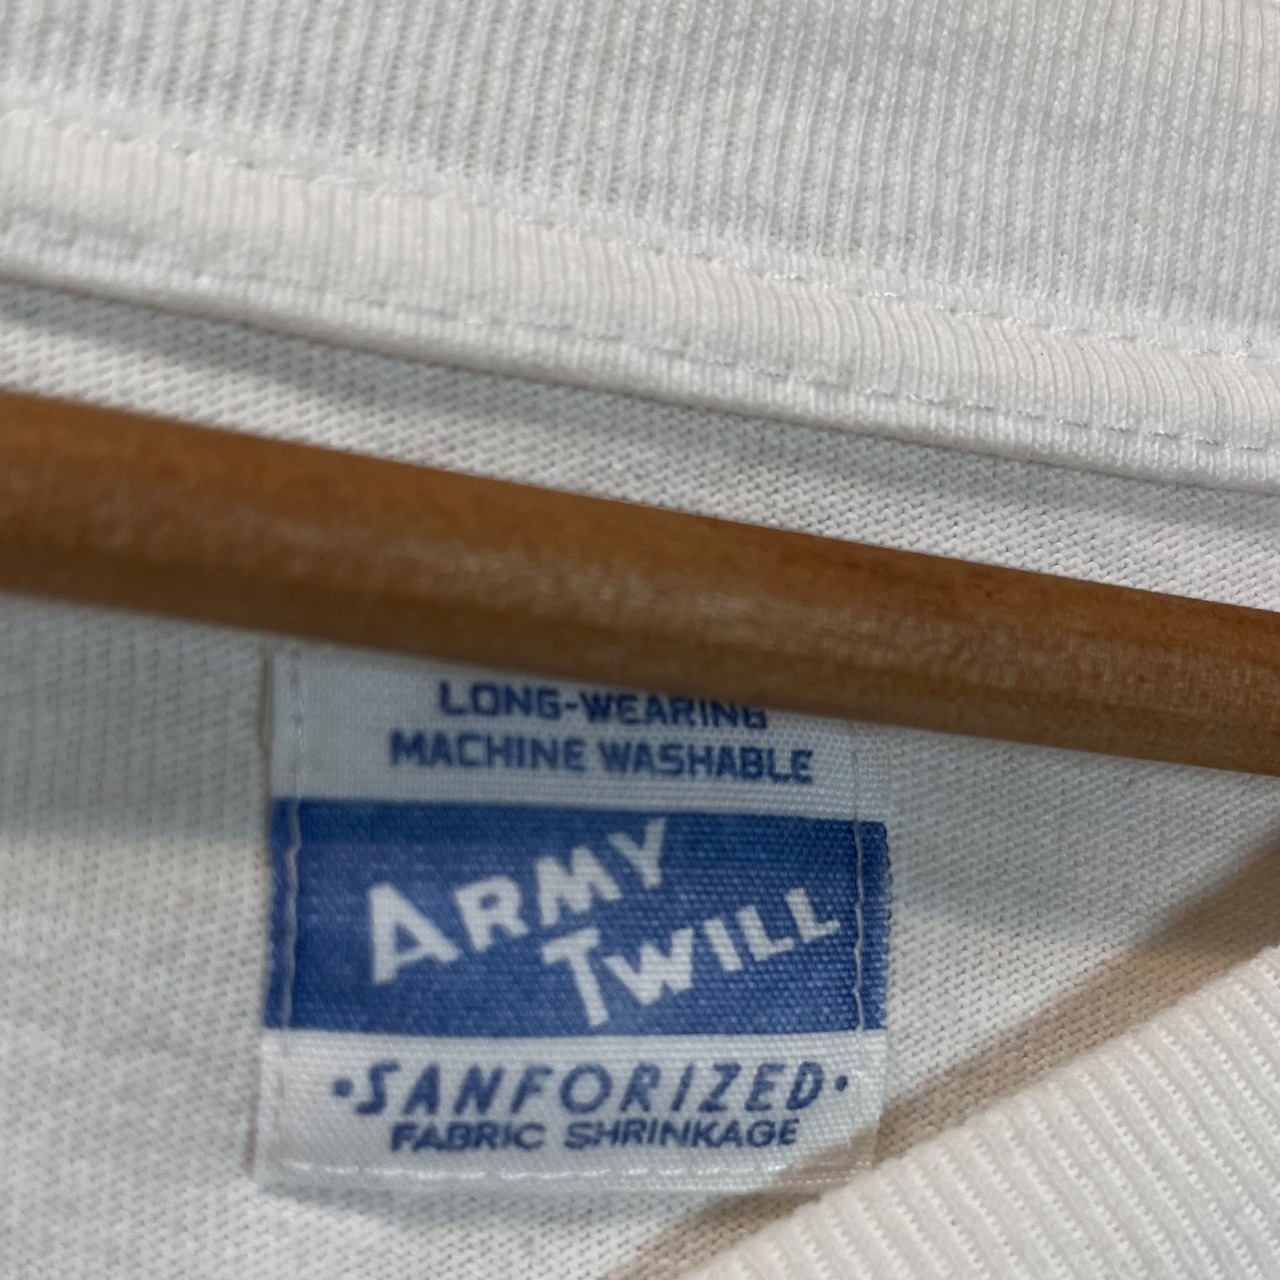 LONG-WEARING
MACHINE WASHABLE
ARMY
TWILL
•SANFORIZED•
FABRIC SHRINKAGE